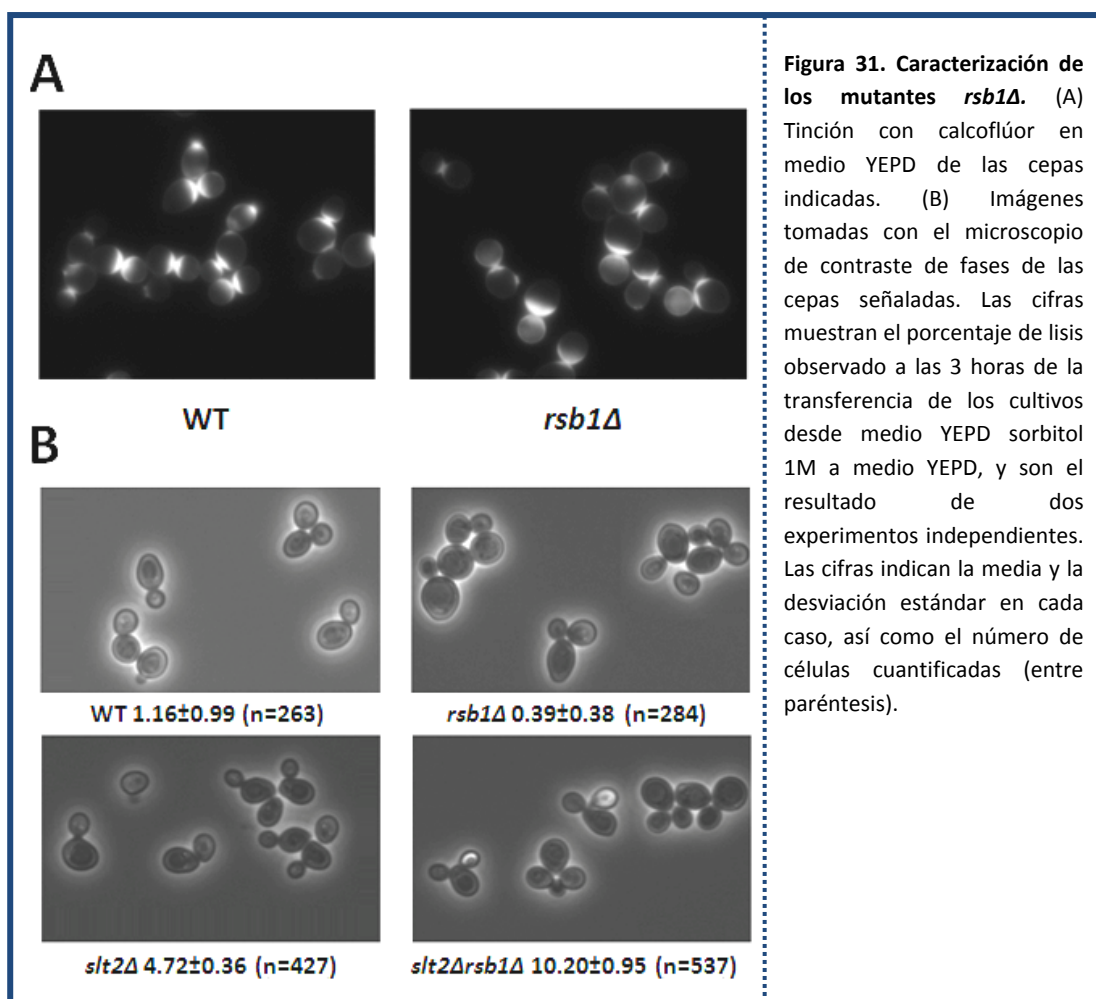 A
WT
rsb1Δ
B
WT 1.16±0.99 (n=263)
rsb1Δ 0.39±0.38 (n=284)
slt2Δ 4.72±0.36 (n=427)
slt2Δrsb1Δ 10.20±0.95 (n=537)
Figura 31. Caracterización de
los mutantes rsb1Δ. (A)
Tinción con calcoflúor en
medio YEPD de las cepas
indicadas. (B) Imágenes
tomadas con el microscopio
de contraste de fases de las
cepas señaladas. Las cifras
muestran el porcentaje de lisis
observado a las 3 horas de la
transferencia de los cultivos
desde medio YEPD sorbitol
1M a medio YEPD, y son el
resultado de dos
experimentos independientes.
Las cifras indican la media y la
desviación estándar en cada
caso, así como el número de
células cuantificadas (entre
paréntesis).